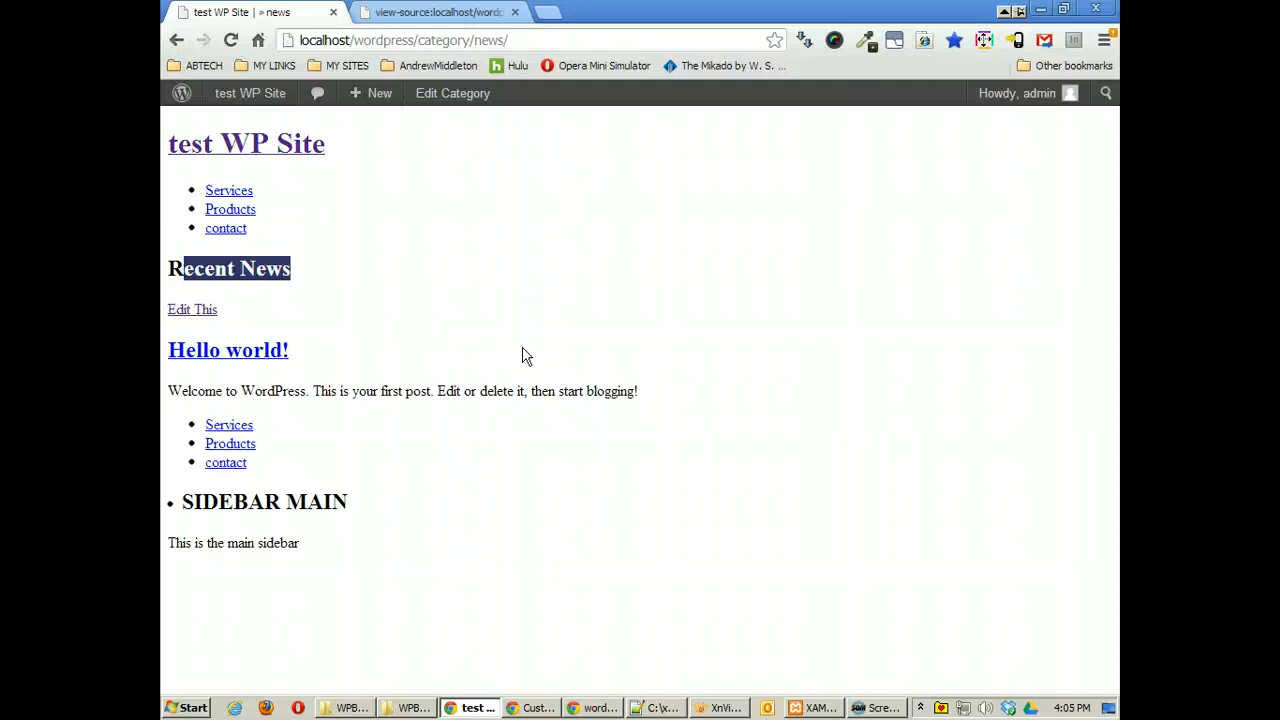 test WP Site | » news
view-source:localhost/wordp
localhost/wordpress/category/news/
ABTECH MY LINKS MY SITES AndrewMiddleton Hulu Opera Mini Simulator The Mikado by W. S. ... Other bookmarks
test WP Site + New Edit Category Howdy, admin
test WP Site
• Services
• Products
• contact
Recent News
Edit This
Hello world!
Welcome to WordPress. This is your first post. Edit or delete it, then start blogging!
• Services
• Products
• contact
• SIDEBAR MAIN
This is the main sidebar
Start WPB... WPB... test ... Cust... word... C:\x... XnVi... XAM... Scre... 4:05 PM